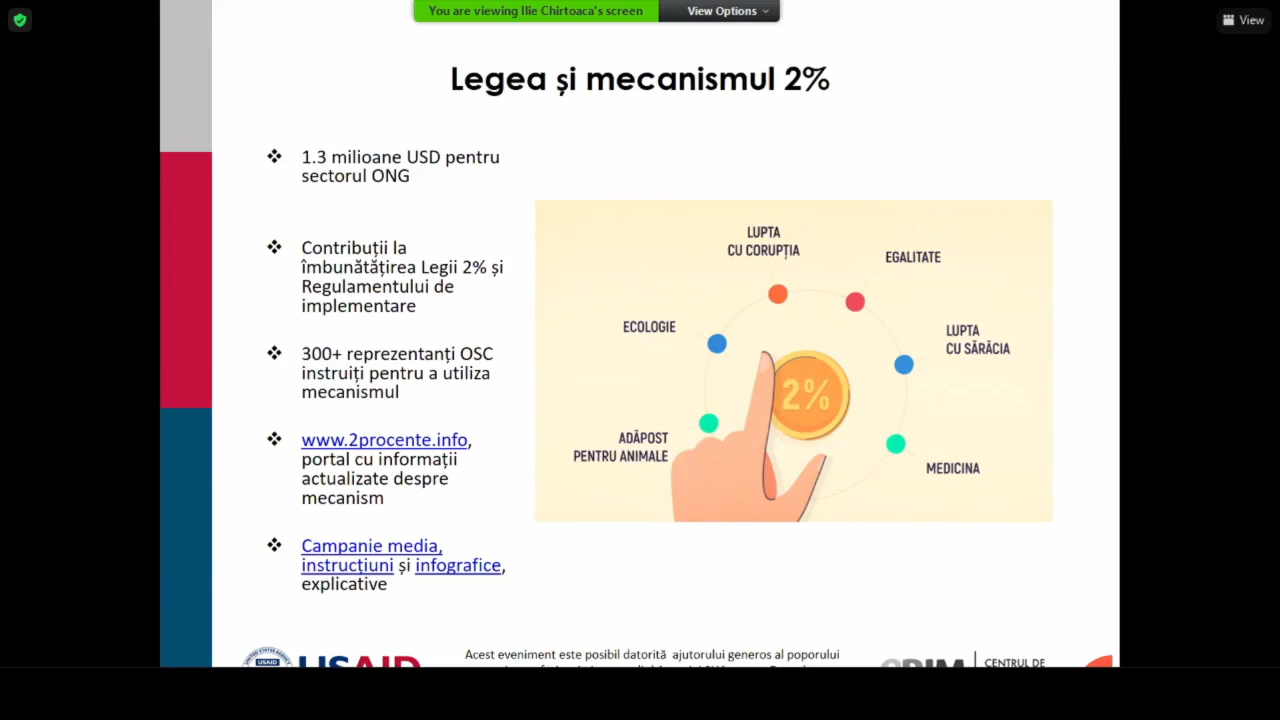 You are viewing Ilie Chirtoaca's screen
View Options
View
Legea și mecanismul 2%
1.3 milioane USD pentru
sectorul ONG
Contribuții la
îmbunătățirea Legii 2% și
Regulamentului de
implementare
300+ reprezentanți OSC
instruiți pentru a utiliza
mecanismul
www.2procente.info,
portal cu informații
actualizate despre
mecanism
Campanie media,
instrucțiuni și infografice,
explicative
LUPTA
CU CORUPȚIA
EGALITATE
ECOLOGIE
LUPTA
CU SĂRĂCIA
2%
ADĂPOST
PENTRU ANIMALE
MEDICINA
USAID
USAID
Acest eveniment este posibil datorită ajutorului generos al poporului
CENTRUL DE